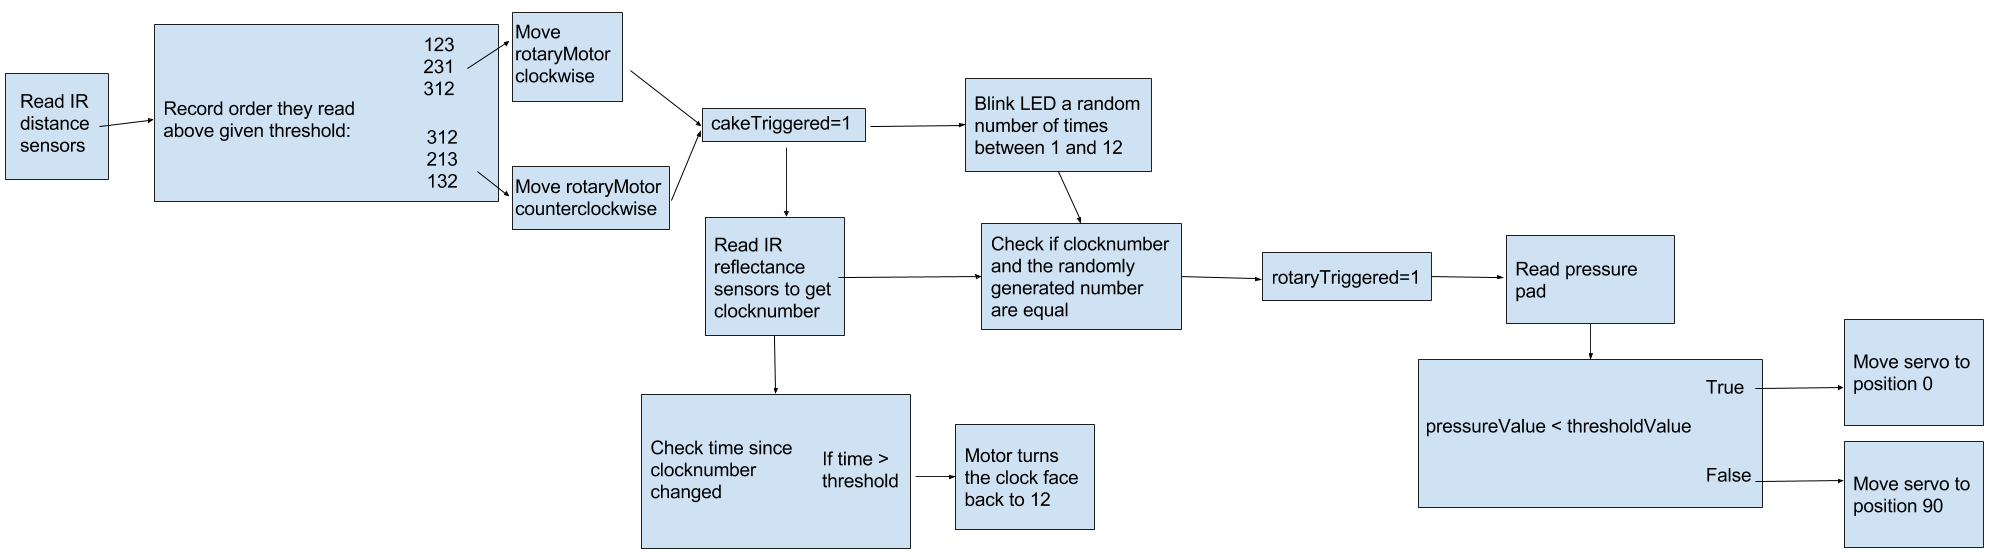 Read IR
distance
sensors
Record order they read
above given threshold:
123
231
312
312
213
132
Move
rotaryMotor
clockwise
Move rotaryMotor
counterclockwise
cakeTriggered=1
Blink LED a random
number of times
between 1 and 12
Read IR
reflectance
sensors to get
clocknumber
Check if clocknumber
and the randomly
generated number
are equal
rotaryTriggered=1
Read pressure
pad
Check time since
clocknumber
changed
If time >
threshold
Motor turns
the clock face
back to 12
pressureValue < thresholdValue
True
False
Move servo to
position 0
Move servo to
position 90